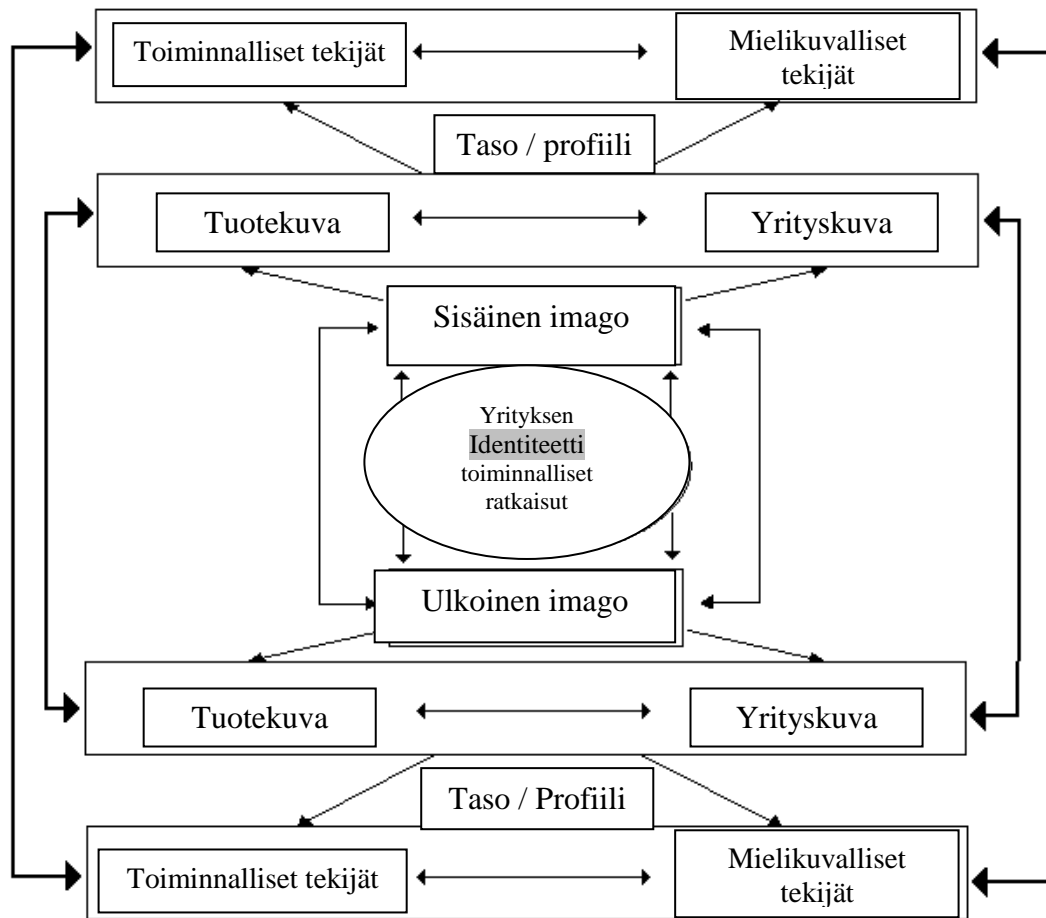 Toiminnalliset tekijät
Mielikuvalliset
tekijät
Taso / profiili
Tuotekuva
Yrityskuva
Sisäinen imago
Yrityksen
Identiteetti
toiminnalliset
ratkaisut
Ulkoinen imago
Tuotekuva
Yrityskuva
Taso / Profiili
Toiminnalliset tekijät
Mielikuvalliset
tekijät